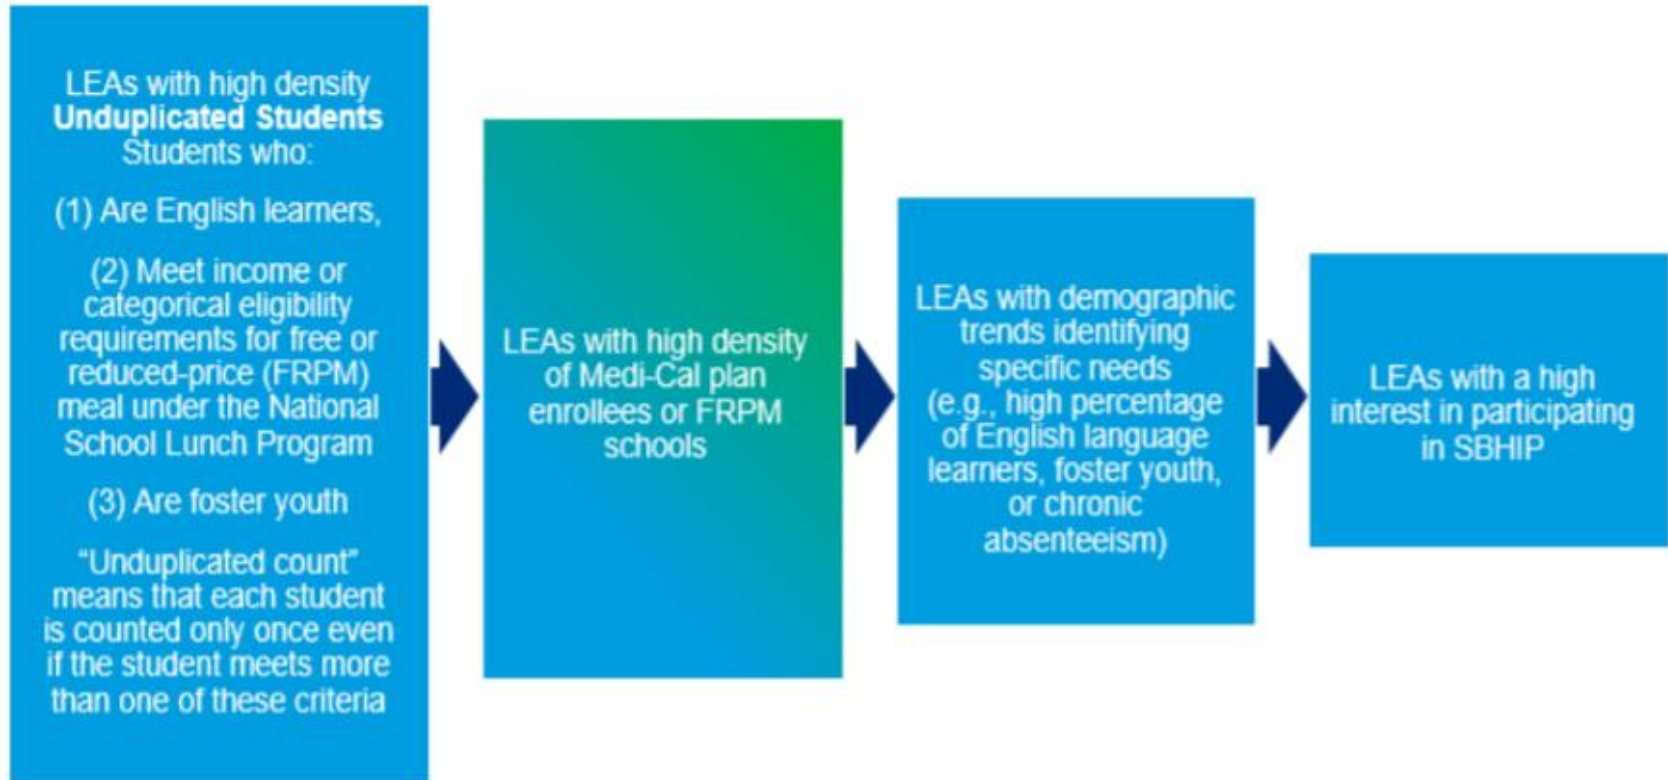 LEAs with high density
Unduplicated Students
Students who:
(1) Are English learners,
(2) Meet income or
categorical eligibility
requirements for free or
reduced-price (FRPM)
meal under the National
School Lunch Program
(3) Are foster youth
“Unduplicated count”
means that each student
is counted only once even
if the student meets more
than one of these criteria
LEAs with high density
of Medi-Cal plan
enrollees or FRPM
schools
LEAs with demographic
trends identifying
specific needs
(e.g., high percentage
of English language
learners, foster youth,
or chronic
absenteeism)
LEAs with a high
interest in participating
in SBHIP